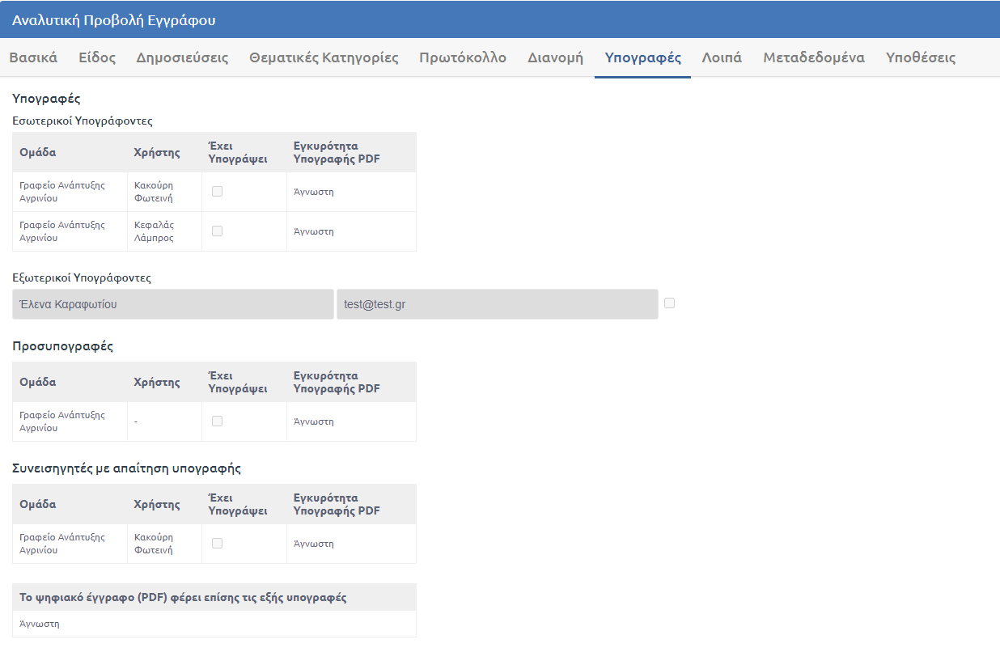 Αναλυτική Προβολή Εγγράφου
Βασικά Είδος Δημοσιεύσεις Θεματικές Κατηγορίες Πρωτόκολλο Διανομή Υπογραφές Λοιπά Μεταδεδομένα Υποθέσεις
Υπογραφές
Εσωτερικοί Υπογράφοντες
Ομάδα Χρήστης Έχει Υπογράψει Εγκυρότητα Υπογραφής PDF
Γραφείο Ανάπτυξης Αγρινίου Κακούρη Φωτεινή Άγνωστη
Γραφείο Ανάπτυξης Αγρινίου Κεφαλάς Λάμπρος Άγνωστη
Εξωτερικοί Υπογράφοντες
Έλενα Καραφωτίου test@test.gr
Προσυπογραφές
Ομάδα Χρήστης Έχει Υπογράψει Εγκυρότητα Υπογραφής PDF
Γραφείο Ανάπτυξης Αγρινίου - Άγνωστη
Συνεισηγητές με απαίτηση υπογραφής
Ομάδα Χρήστης Έχει Υπογράψει Εγκυρότητα Υπογραφής PDF
Γραφείο Ανάπτυξης Αγρινίου Κακούρη Φωτεινή Άγνωστη
Το ψηφιακό έγγραφο (PDF) φέρει επίσης τις εξής υπογραφές
Άγνωστη